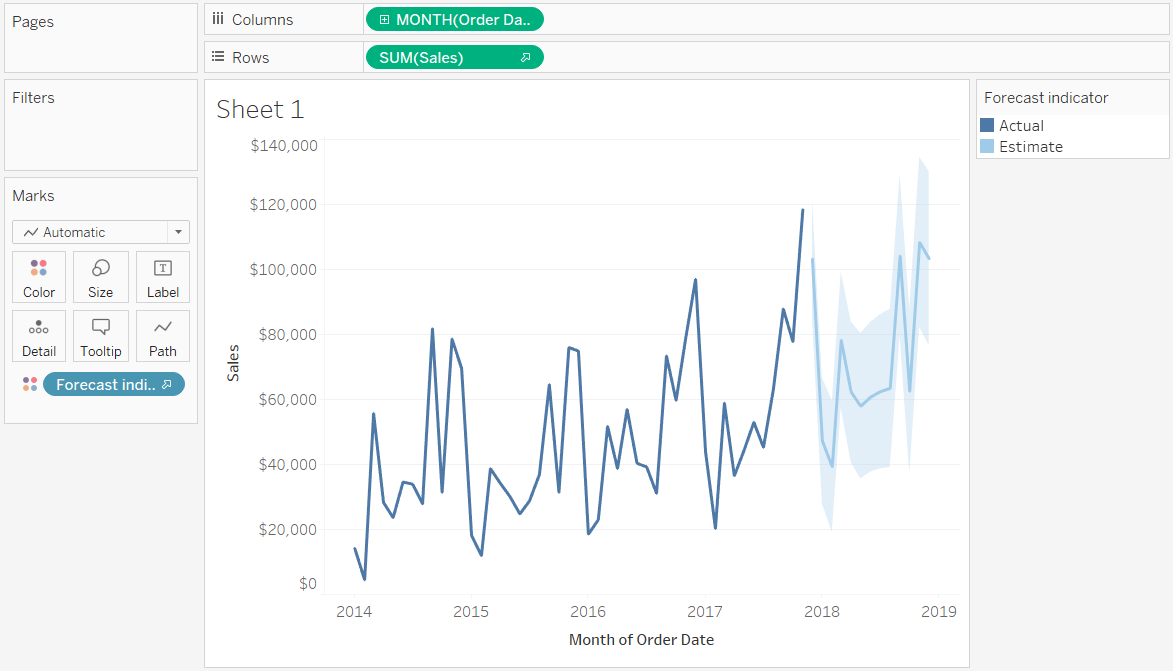 Pages
Columns
MONTH(Order Da..
Rows
SUM(Sales)
Filters
Marks
Automatic
Color
Size
T
Label
Detail
Tooltip
Path
Forecast indi..
Sheet 1
$140,000
$120,000
$100,000
$80,000
$60,000
$40,000
$20,000
$0
Sales
2014
2015
2016
2017
2018
2019
Month of Order Date
Forecast indicator
Actual
Estimate